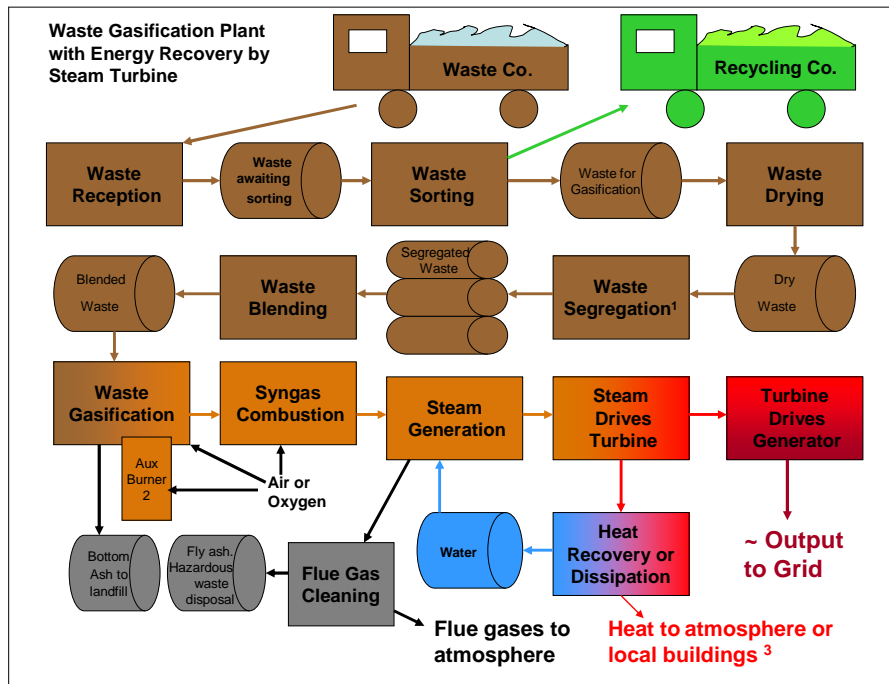 Waste Gasification Plant
with Energy Recovery by
Steam Turbine
Waste Co.
Recycling Co.
Waste
Reception
Waste
awaiting
sorting
Waste
Sorting
Waste for
Gasification
Waste
Drying
Blended
Waste
Waste
Blending
Segregated
Waste
Waste
Segregation¹
Dry
Waste
Waste
Gasification
Syngas
Combustion
Steam
Generation
Steam
Drives
Turbine
Turbine
Drives
Generator
Aux
Burner
2
Air or
Oxygen
Bottom
Ash to
landfill
Fly ash.
Hazardous
waste
disposal
Flue Gas
Cleaning
Water
Heat
Recovery or
Dissipation
~ Output
to Grid
Flue gases to
atmosphere
Heat to atmosphere or
local buildings ³